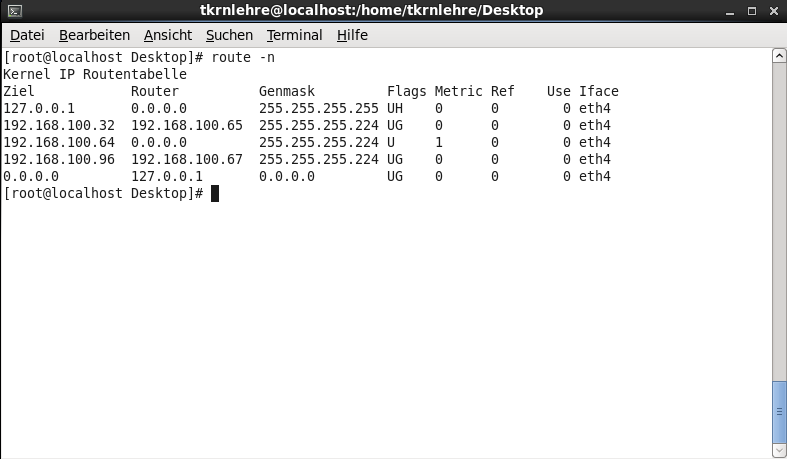 tkrnlehre@localhost:/home/tkrnlehre/Desktop
Datei Bearbeiten Ansicht Suchen Terminal Hilfe
[root@localhost Desktop]# route -n
Kernel IP Routentabelle
Ziel            Router          Genmask         Flags Metric Ref    Use Iface
127.0.0.1       0.0.0.0         255.255.255.255 UH    0      0        0 eth4
192.168.100.32  192.168.100.65  255.255.255.224 UG    0      0        0 eth4
192.168.100.64  0.0.0.0         255.255.255.224 U     1      0        0 eth4
192.168.100.96  192.168.100.67  255.255.255.224 UG    0      0        0 eth4
0.0.0.0         127.0.0.1       0.0.0.0         UG    0      0        0 eth4
[root@localhost Desktop]#